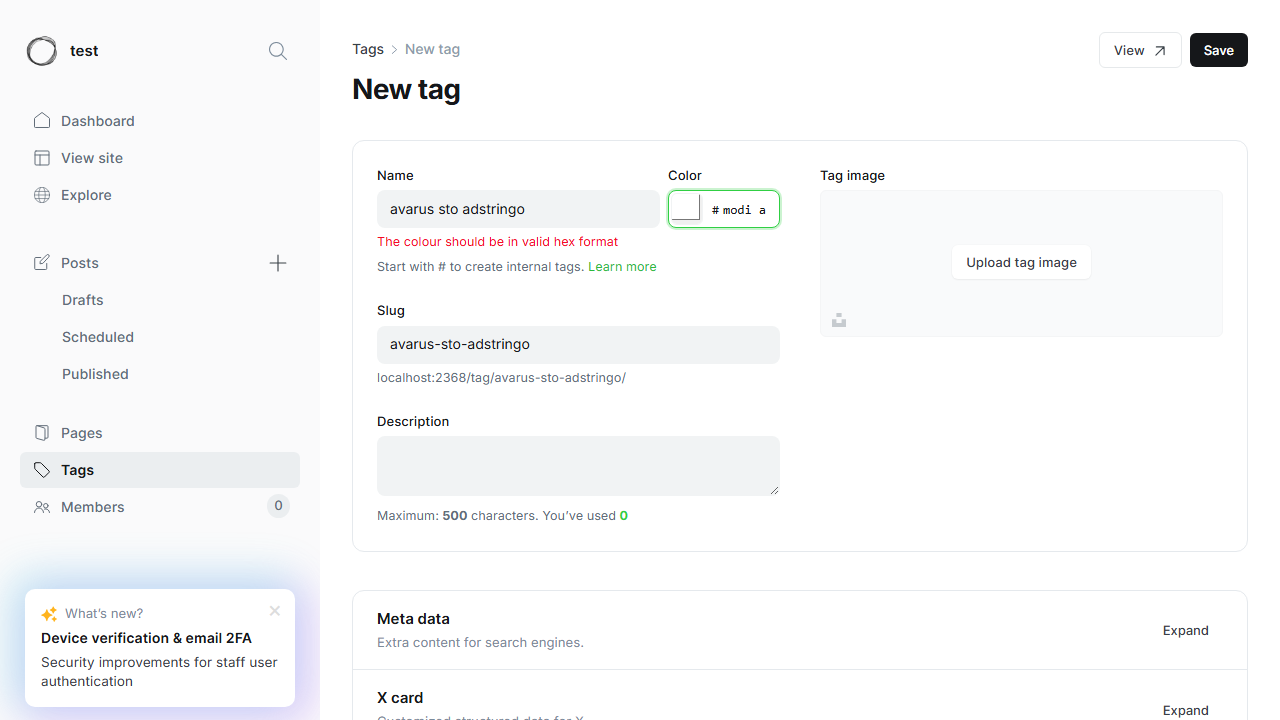 test
Dashboard
View site
Explore
Posts
Drafts
Scheduled
Published
Pages
Tags
Members
0
What's new?
Device verification & email 2FA
Security improvements for staff user
authentication
Tags > New tag
View
Save
New tag
Name
avarus sto adstringo
Color
# modi a
The colour should be in valid hex format
Start with # to create internal tags. Learn more
Slug
avarus-sto-adstringo
localhost:2368/tag/avarus-sto-adstringo/
Description
Maximum: 500 characters. You've used 0
Tag image
Upload tag image
Meta data
Extra content for search engines.
Expand
X card
Customized structured data for X
Expand